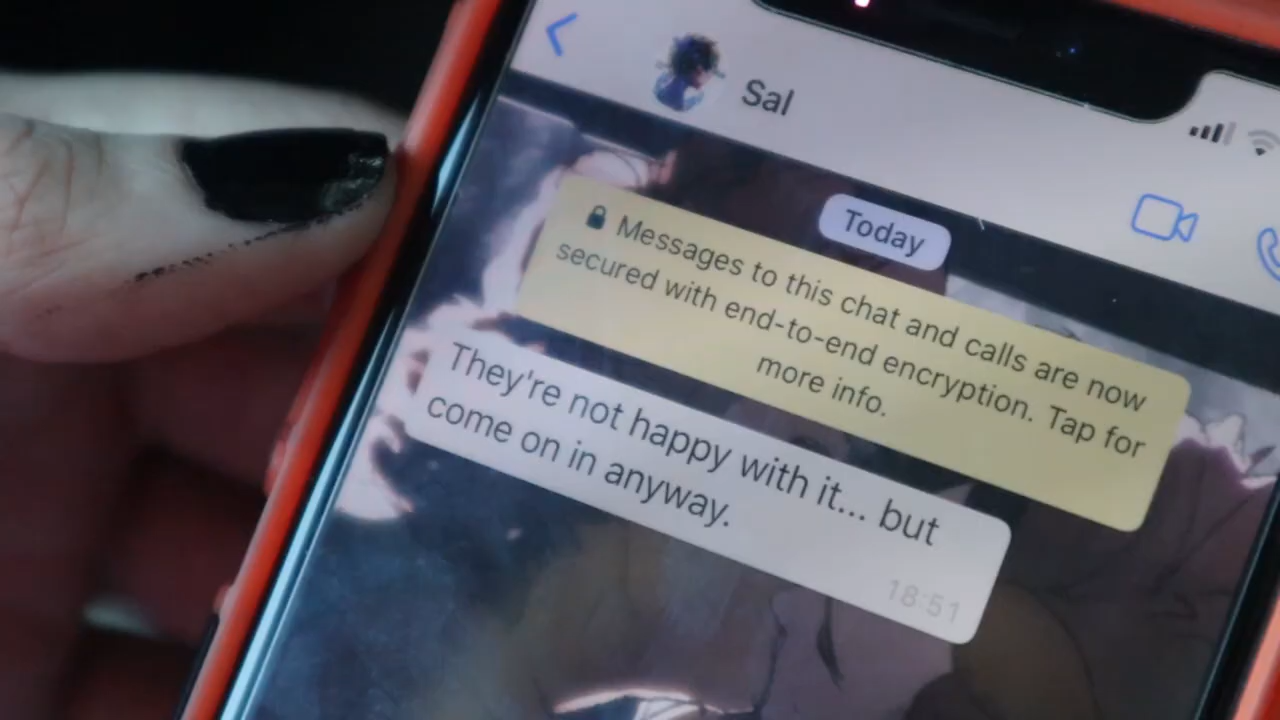 Sal
Today
Messages to this chat and calls are now
secured with end-to-end encryption. Tap for
more info.
They're not happy with it... but
come on in anyway.
18:51